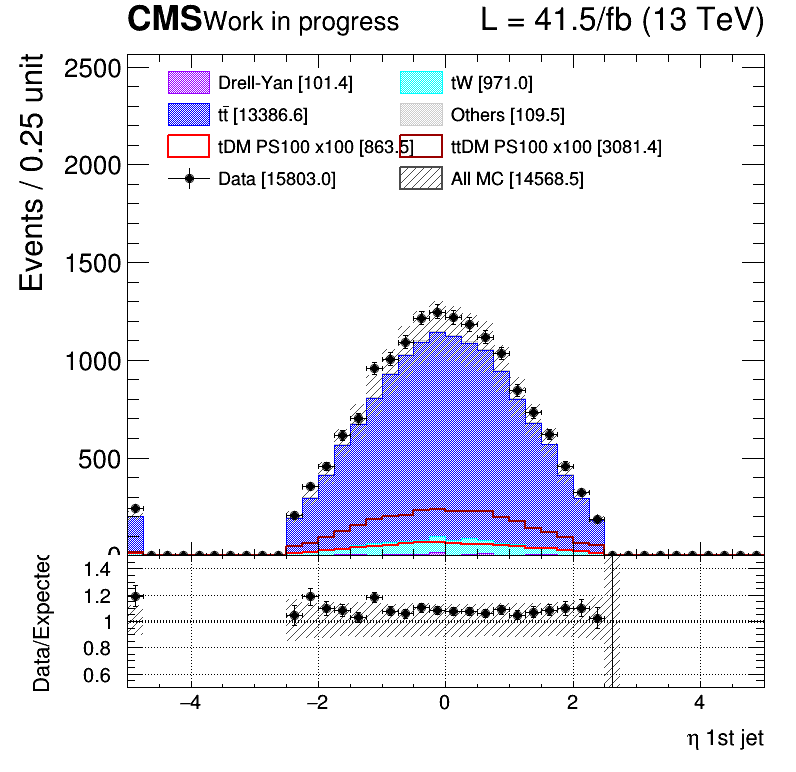 CMS Work in progress L = 41.5/fb (13 TeV)
Events / 0.25 unit
2500
2000
1500
1000
500
0
Drell-Yan [101.4] tW [971.0]
tt̄ [13386.6] Others [109.5]
tDM PS100 x100 [863.5] ttDM PS100 x100 [3081.4]
Data [15803.0] All MC [14568.5]
Data/Expected
1.4
1.2
1
0.8
0.6
−4 −2 0 2 4
η 1st jet